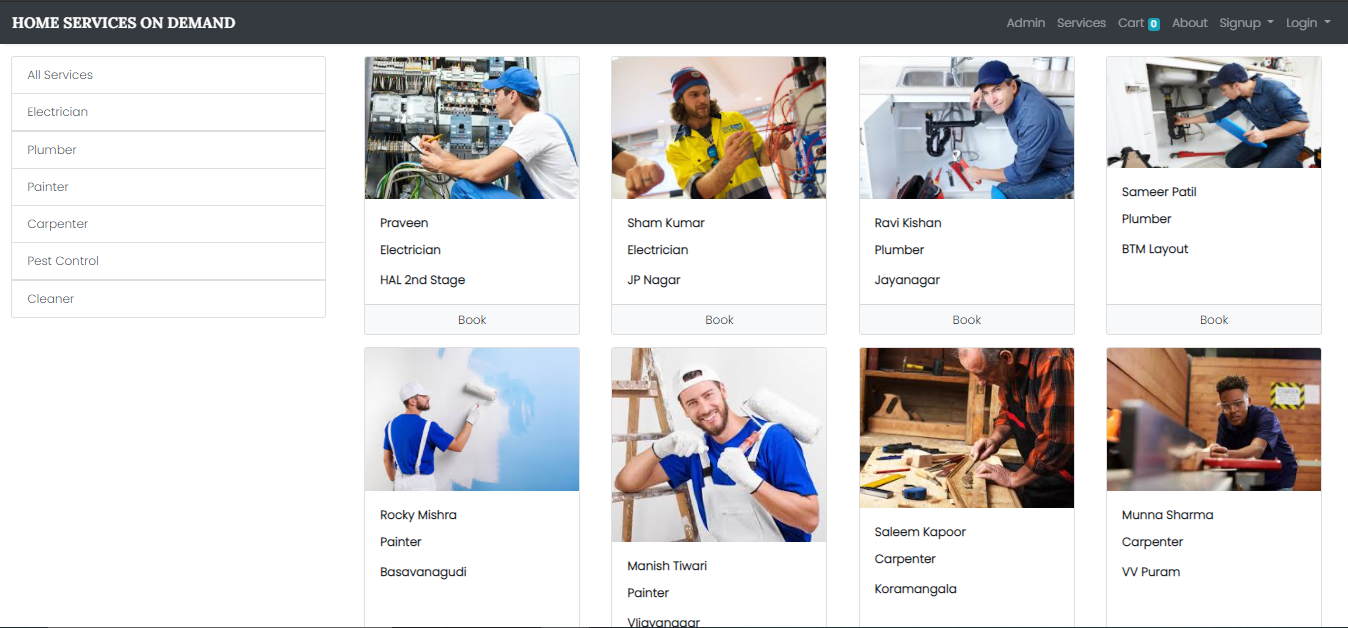 HOME SERVICES ON DEMAND
Admin Services Cart 0 About Signup Login
All Services
Electrician
Plumber
Painter
Carpenter
Pest Control
Cleaner
Praveen
Electrician
HAL 2nd Stage
Book
Sham Kumar
Electrician
JP Nagar
Book
Ravi Kishan
Plumber
Jayanagar
Book
Sameer Patil
Plumber
BTM Layout
Book
Rocky Mishra
Painter
Basavanagudi
Manish Tiwari
Painter
Vijayanagar
Saleem Kapoor
Carpenter
Koramangala
Munna Sharma
Carpenter
VV Puram